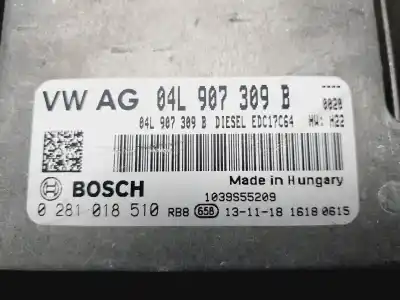 VW AG 04L 907 309 B
0020
04L 907 309 B DIESEL EDC17C64 HW: H22
BOSCH
Made in Hungary
1039S55209
0 281 018 510 RB8 65B 13-11-18 1618 0615